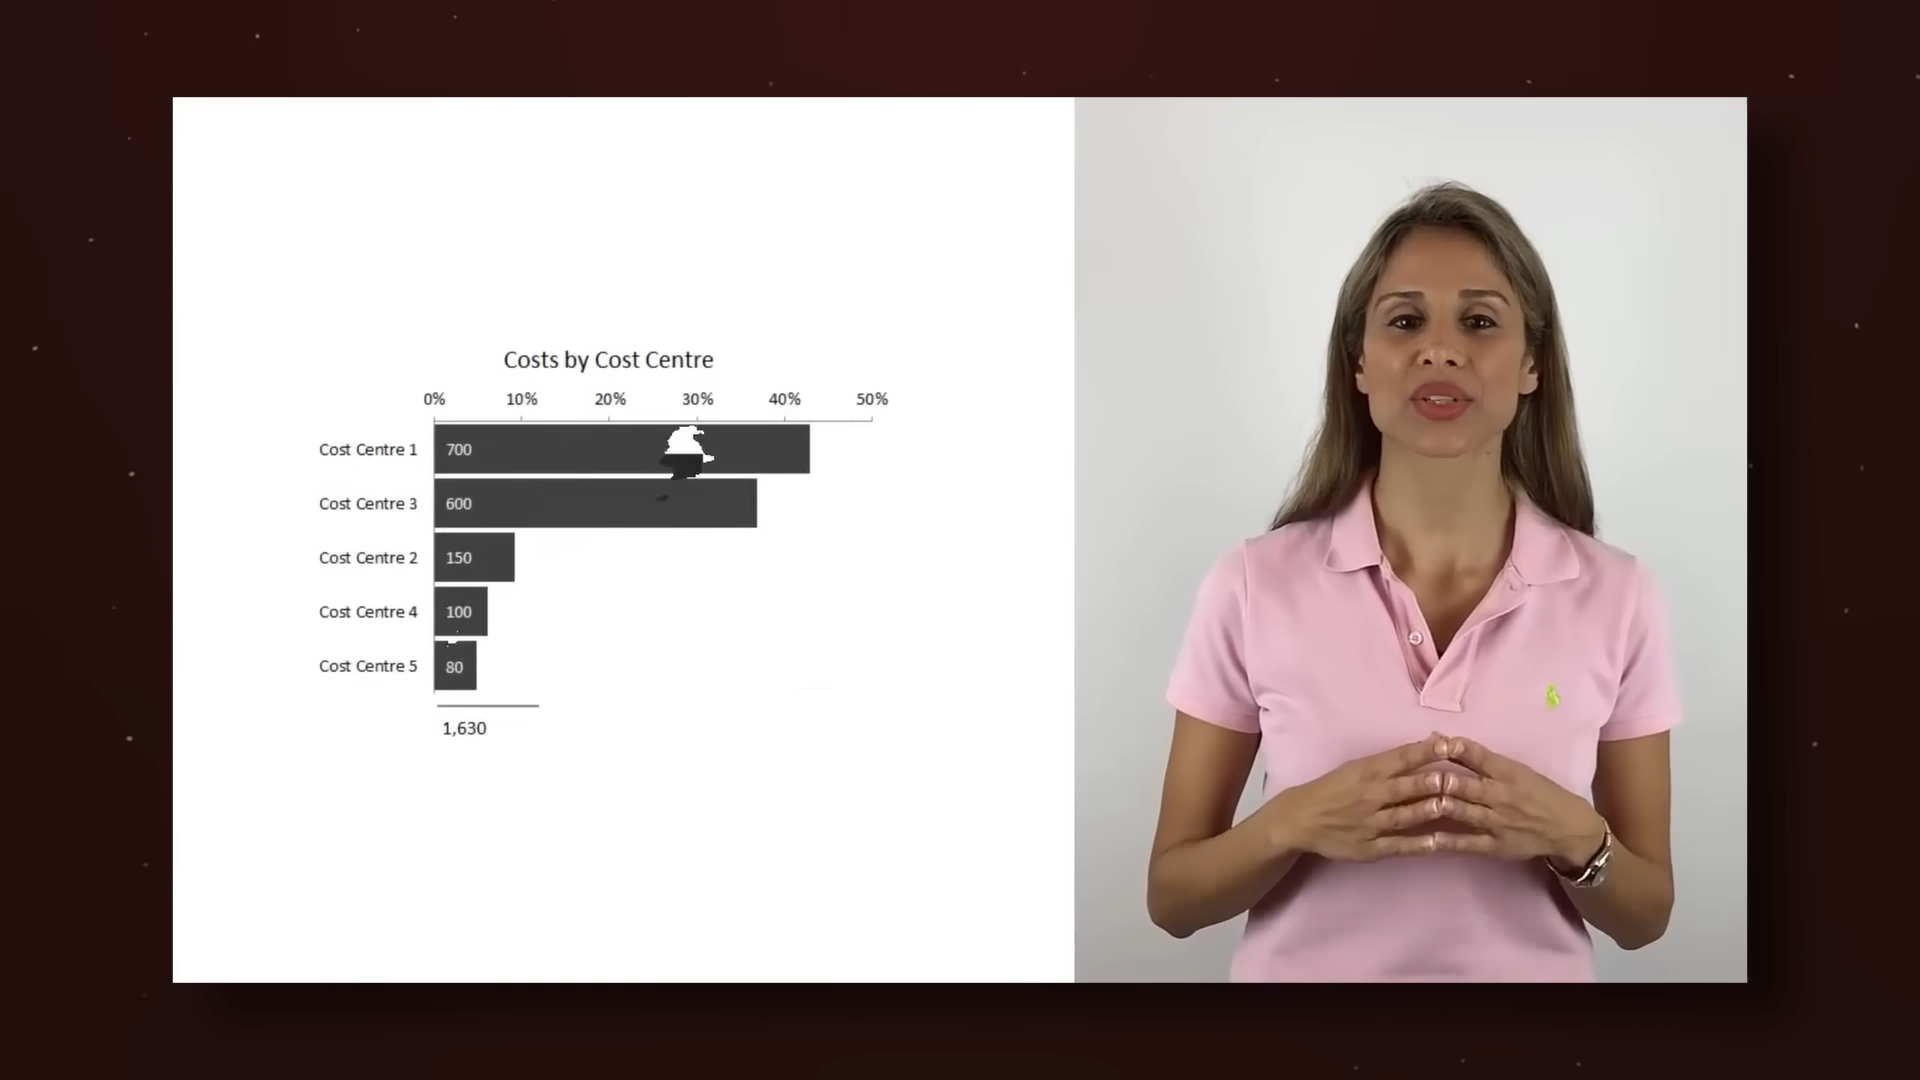 Costs by Cost Centre
0% 10% 20% 30% 40% 50%
Cost Centre 1 700
Cost Centre 3 600
Cost Centre 2 150
Cost Centre 4 100
Cost Centre 5 80
1,630